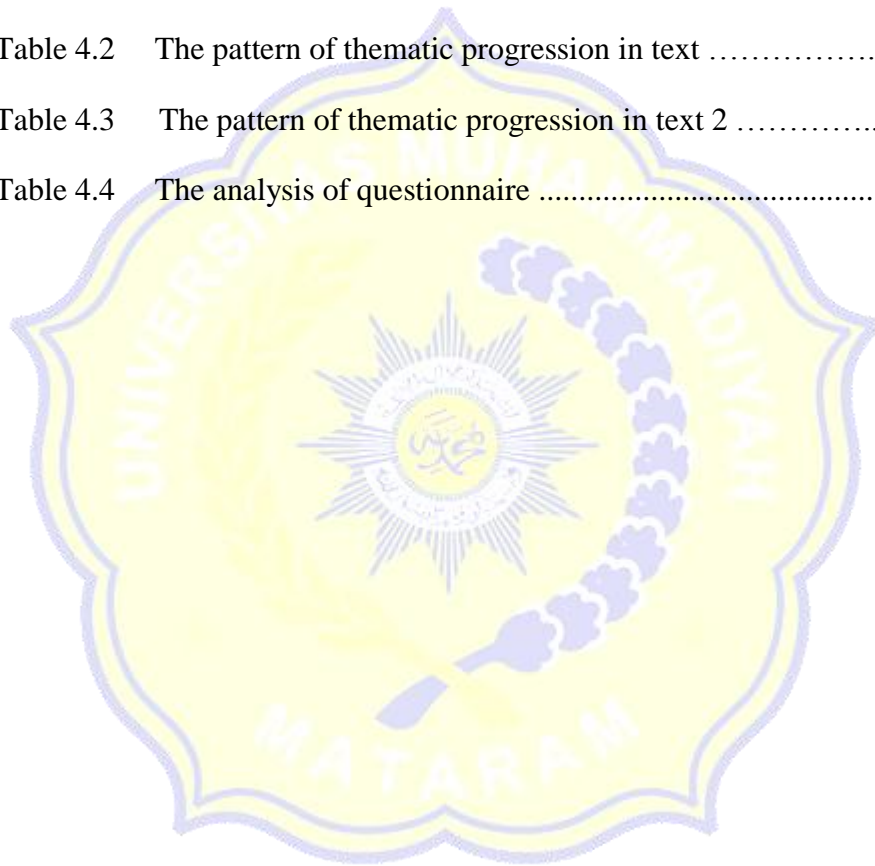 Table 4.2 The pattern of thematic progression in text ……………..
Table 4.3 The pattern of thematic progression in text 2 …………..
Table 4.4 The analysis of questionnaire .........................................
UNIVERSITAS MUHAMMADIYAH
MATARAM